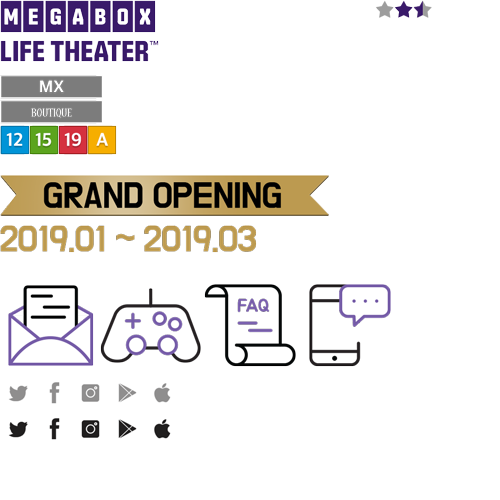 MEGABOX
LIFE THEATER™
MX
BOUTIQUE
12 15 19 A
GRAND OPENING
2019.01 ~ 2019.03
FAQ